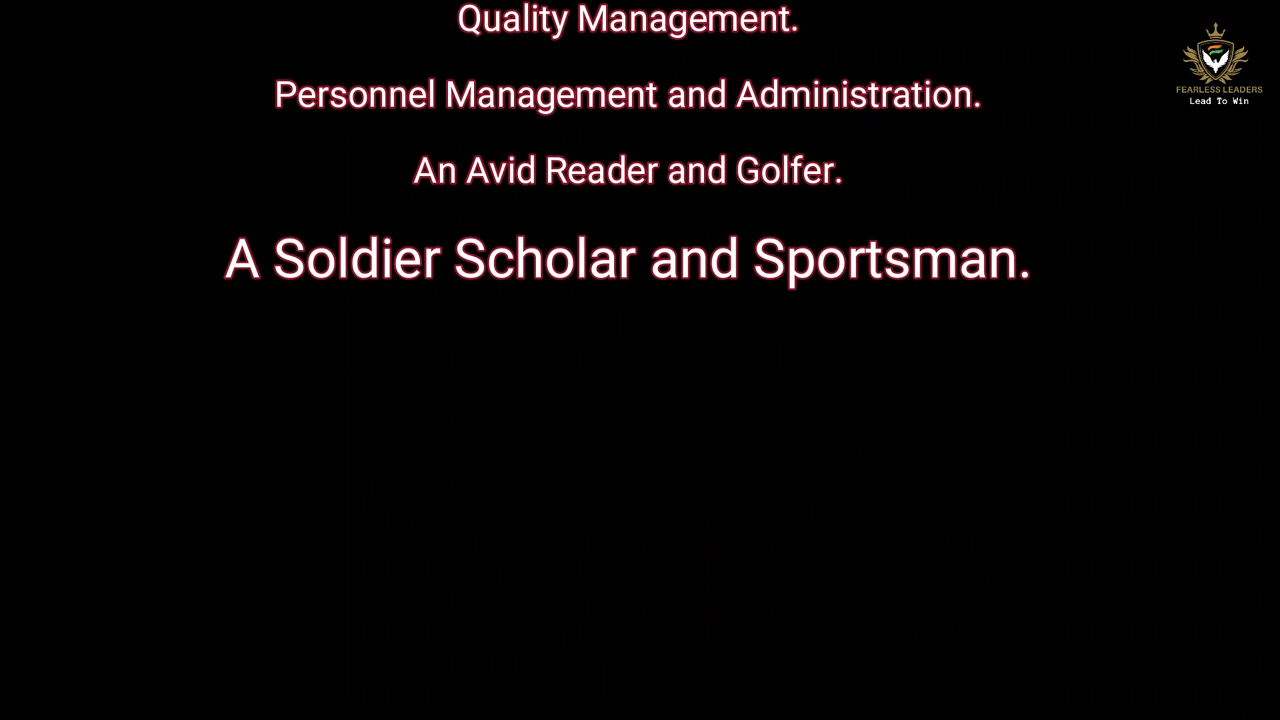 Quality Management.
Personnel Management and Administration.
An Avid Reader and Golfer.
A Soldier Scholar and Sportsman.
FEARLESS LEADERS
Lead To Win